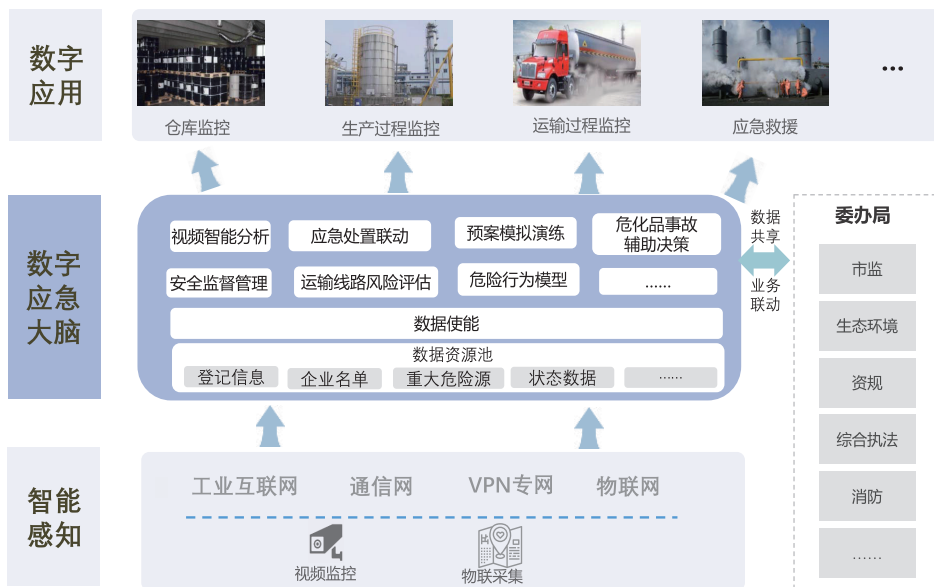 数字
应用
仓库监控
生产过程监控
运输过程监控
应急救援
...
数字
应急
大脑
视频智能分析
应急处置联动
预案模拟演练
危化品事故
辅助决策
安全监督管理
运输线路风险评估
危险行为模型
......
数据使能
数据资源池
登记信息
企业名单
重大危险源
状态数据
......
数据
共享
业务
联动
委办局
市监
生态环境
资规
综合执法
消防
......
智能
感知
工业互联网
通信网
VPN专网
物联网
视频监控
物联采集